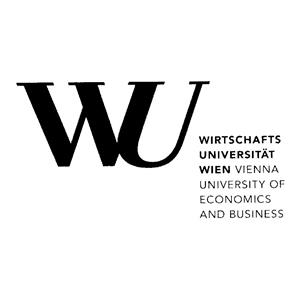 WU
WIRTSCHAFTS
UNIVERSITÄT
WIEN VIENNA
UNIVERSITY OF
ECONOMICS
AND BUSINESS